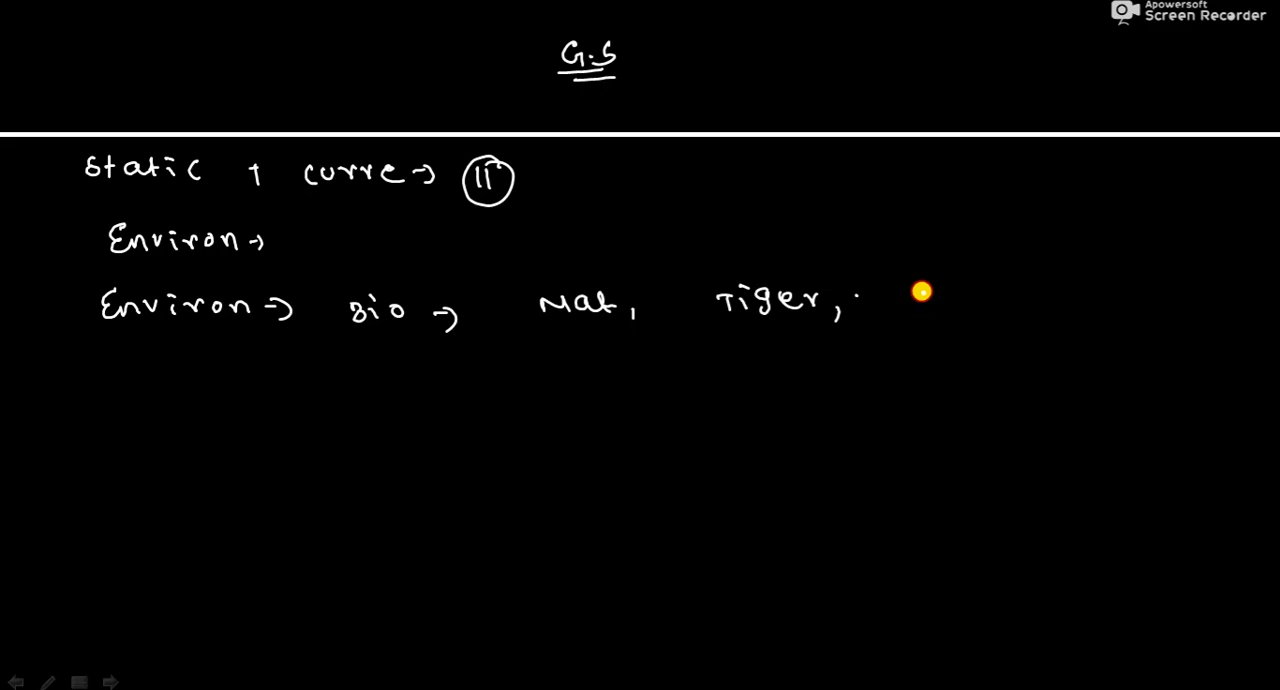 Apowersoft
Screen Recorder
G.S
Static + curre → 11
Environ →
Environ → Bio → Nat, Tiger, .